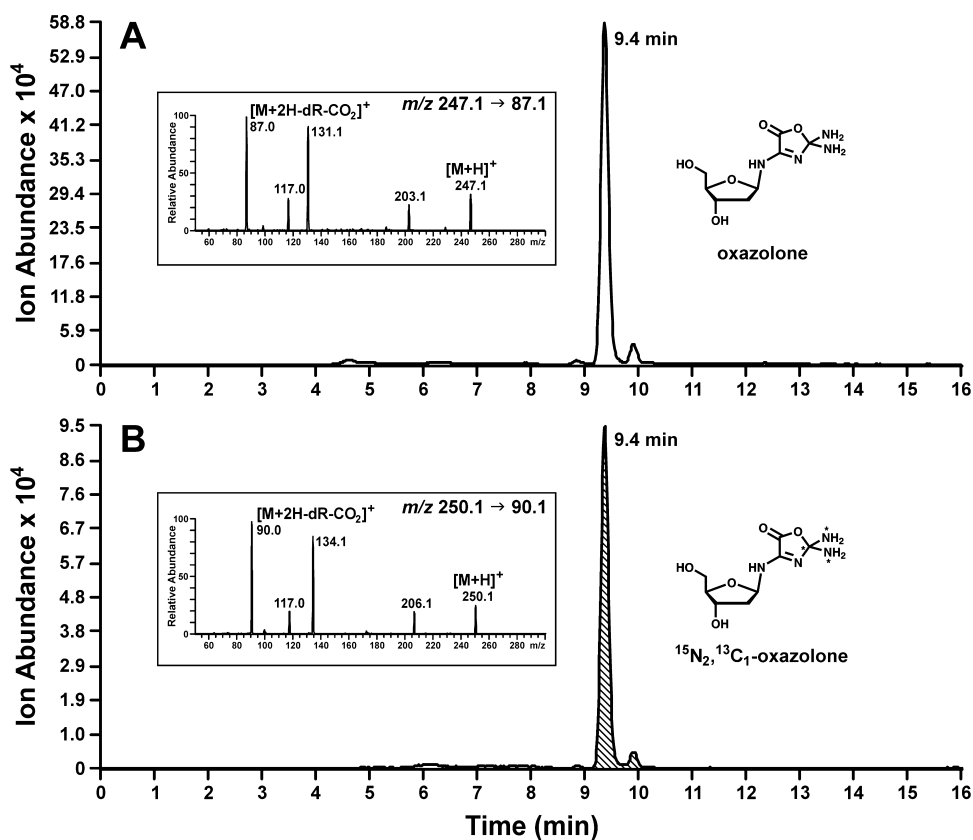 A
Ion Abundance x 10⁴
58.8
52.9
47.0
41.2
35.3
29.4
23.5
17.6
11.8
5.9
0
9.4 min
m/z 247.1 → 87.1
[M+2H-dR-CO₂]⁺
87.0
131.1
117.0
203.1
[M+H]⁺
247.1
Relative Abundance
100
50
0
60 80 100 120 140 160 180 200 220 240 260 280 m/z
O
O
NH₂
NH₂
N
HN
HO
O
OH
oxazolone
0 1 2 3 4 5 6 7 8 9 10 11 12 13 14 15 16
B
Ion Abundance x 10⁴
9.5
8.6
7.6
6.7
5.7
4.8
3.8
2.9
1.9
1.0
0
9.4 min
m/z 250.1 → 90.1
[M+2H-dR-CO₂]⁺
90.0
134.1
117.0
206.1
[M+H]⁺
250.1
Relative Abundance
100
50
0
60 80 100 120 140 160 180 200 220 240 260 280 m/z
O
O
*
NH₂
*
NH₂
*
N
HN
HO
O
OH
¹⁵N₂,¹³C₁-oxazolone
0 1 2 3 4 5 6 7 8 9 10 11 12 13 14 15 16
Time (min)